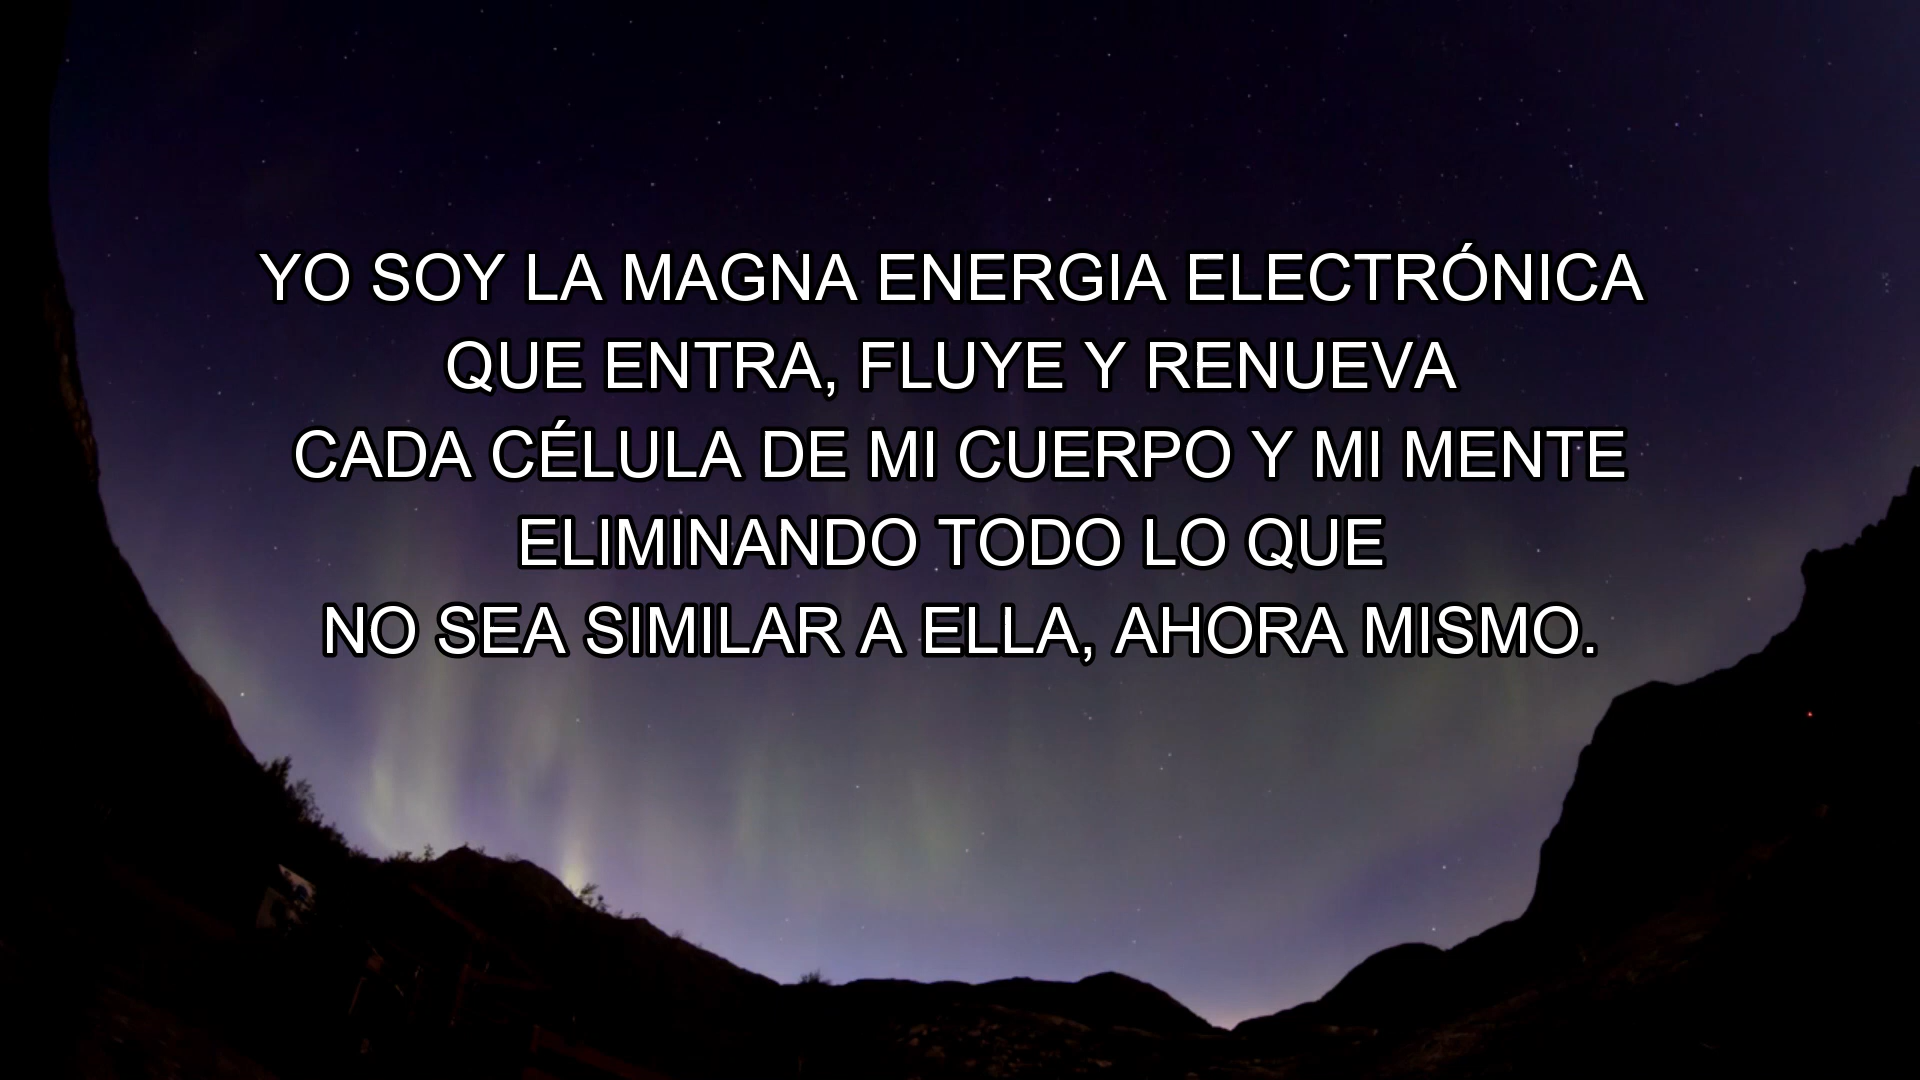 YO SOY LA MAGNA ENERGIA ELECTRÓNICA
QUE ENTRA, FLUYE Y RENUEVA
CADA CÉLULA DE MI CUERPO Y MI MENTE
ELIMINANDO TODO LO QUE
NO SEA SIMILAR A ELLA, AHORA MISMO.